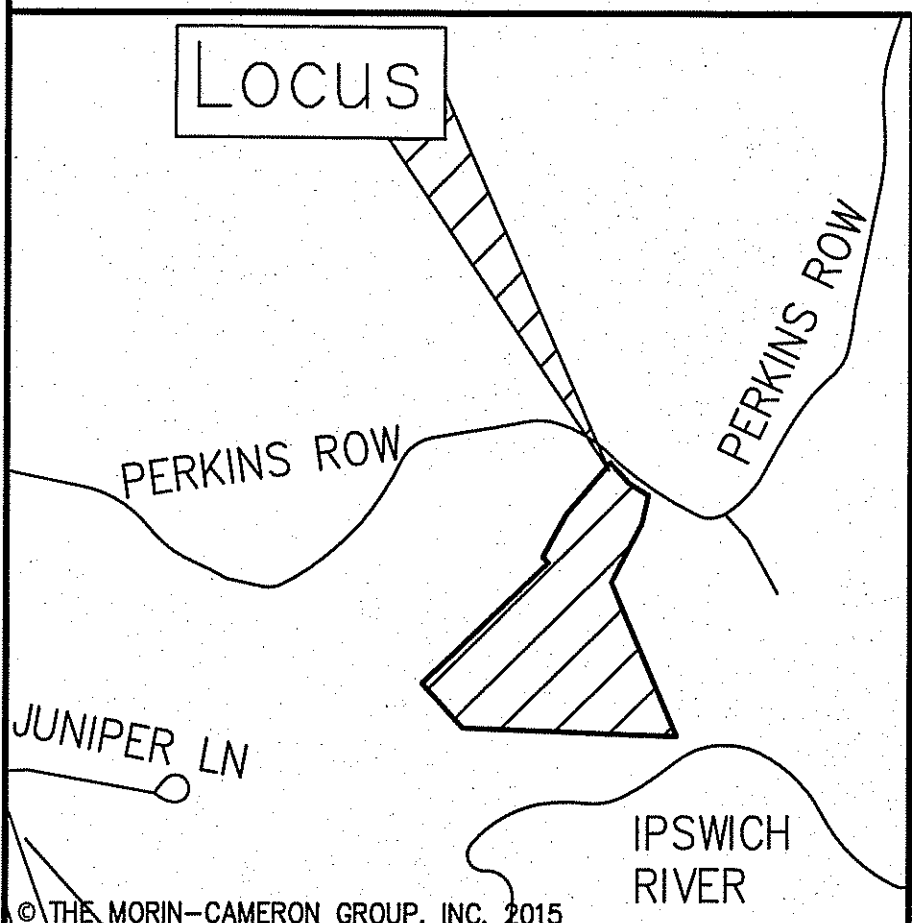 Locus
PERKINS ROW
PERKINS ROW
JUNIPER LN
IPSWICH
RIVER
© THE MORIN-CAMERON GROUP, INC. 2015